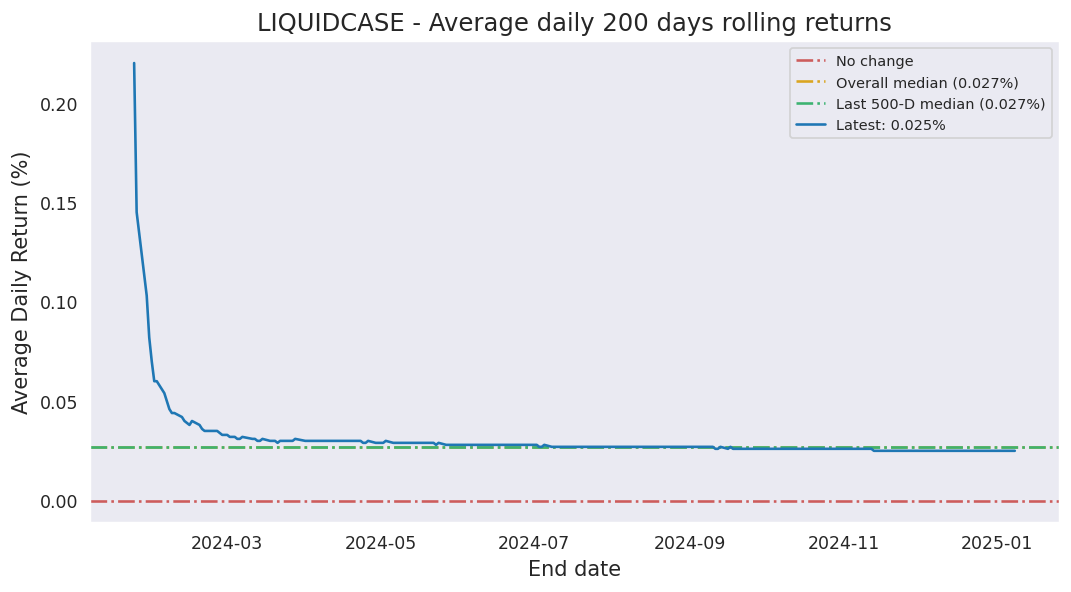 LIQUIDCASE - Average daily 200 days rolling returns
No change
Overall median (0.027%)
Last 500-D median (0.027%)
Latest: 0.025%
Average Daily Return (%)
0.20
0.15
0.10
0.05
0.00
2024-03
2024-05
2024-07
2024-09
2024-11
2025-01
End date